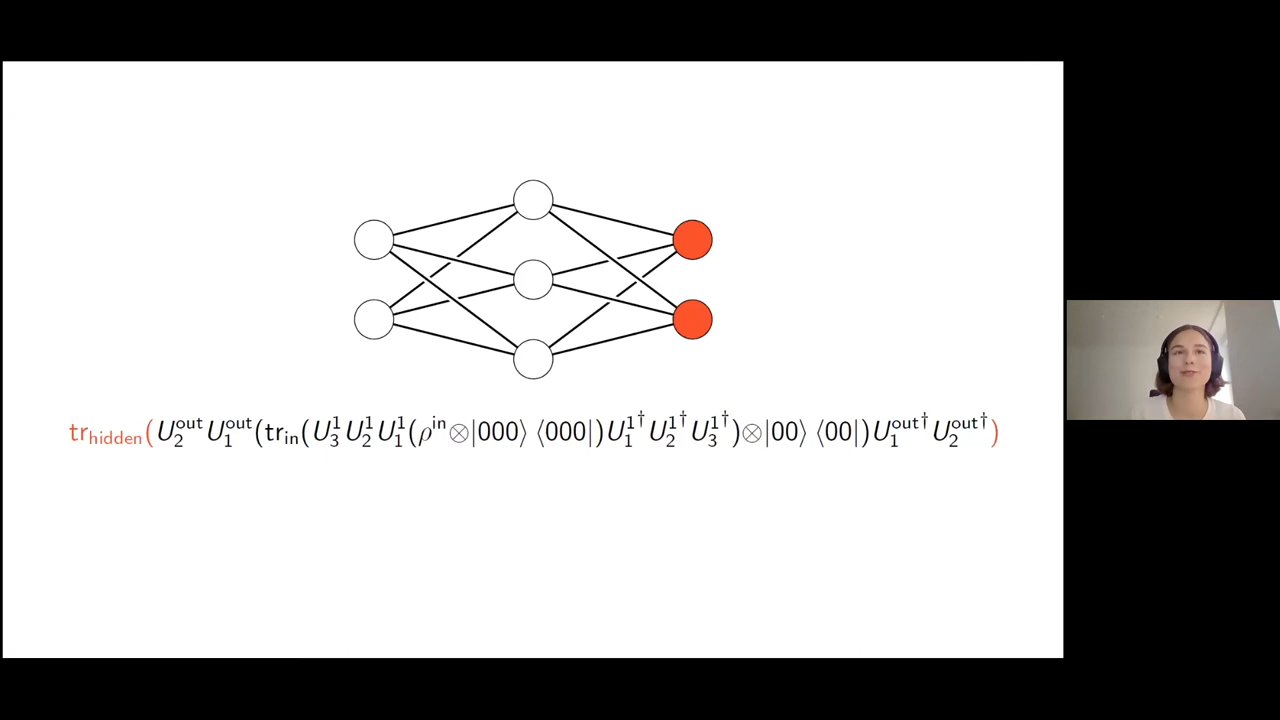 tr_hidden(U_2^out U_1^out(tr_in(U_3^1 U_2^1 U_1^1(ρ^in⊗|000⟩ ⟨000|)U_1^1† U_2^1† U_3^1†)⊗|00⟩ ⟨00|)U_1^out† U_2^out†)